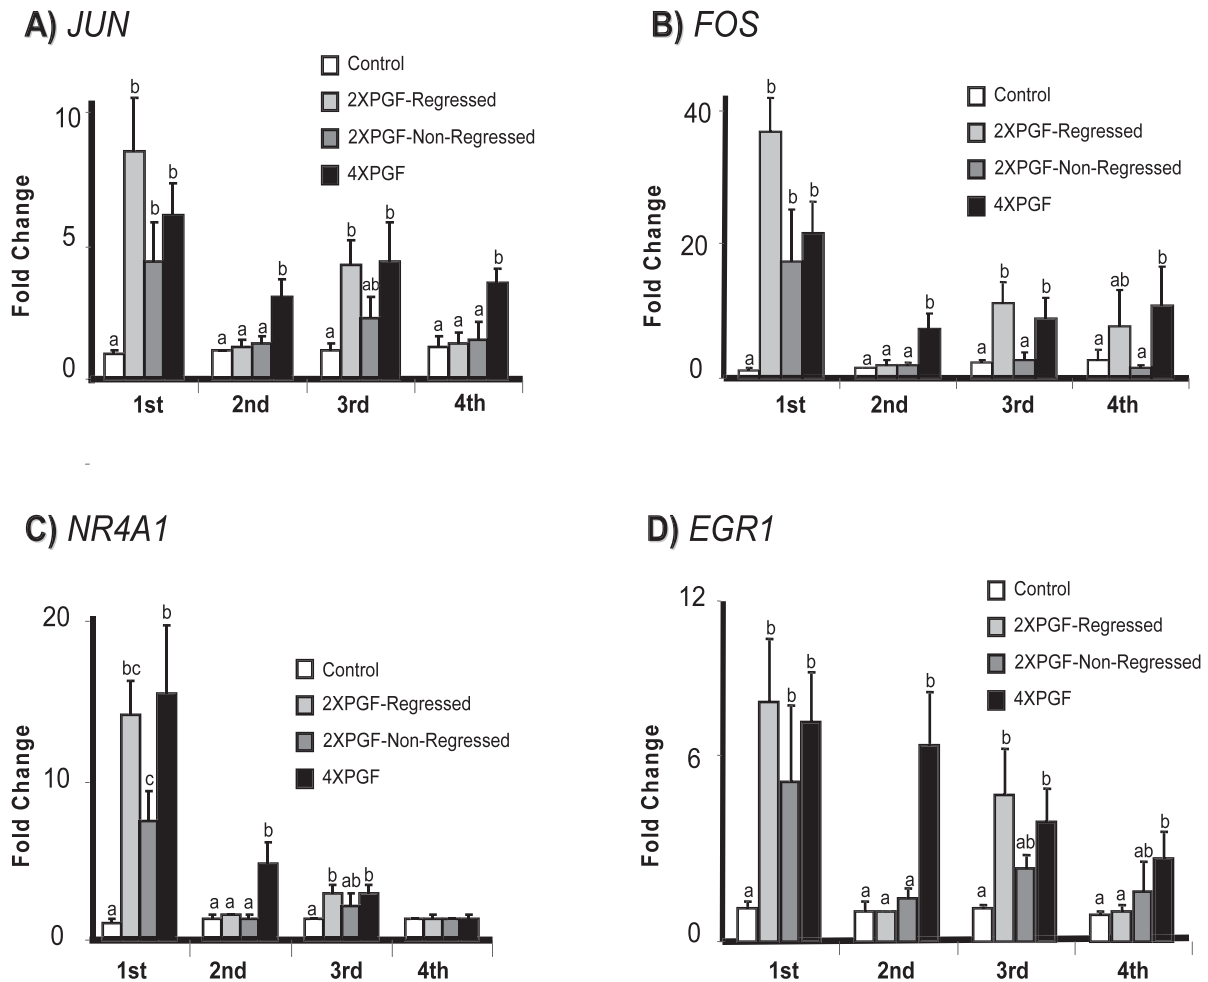 A) JUN
Control
2XPGF-Regressed
2XPGF-Non-Regressed
4XPGF
Fold Change
10
5
0
a b b b
a a a b
a b ab b
a a a b
1st 2nd 3rd 4th
B) FOS
Control
2XPGF-Regressed
2XPGF-Non-Regressed
4XPGF
Fold Change
40
20
0
a b b b
a a a b
a b a b
a ab a b
1st 2nd 3rd 4th
C) NR4A1
Control
2XPGF-Regressed
2XPGF-Non-Regressed
4XPGF
Fold Change
20
10
0
a bc c b
a a a b
a b ab b
1st 2nd 3rd 4th
D) EGR1
Control
2XPGF-Regressed
2XPGF-Non-Regressed
4XPGF
Fold Change
12
6
0
a b b b
a a a b
a b ab b
a a ab b
1st 2nd 3rd 4th